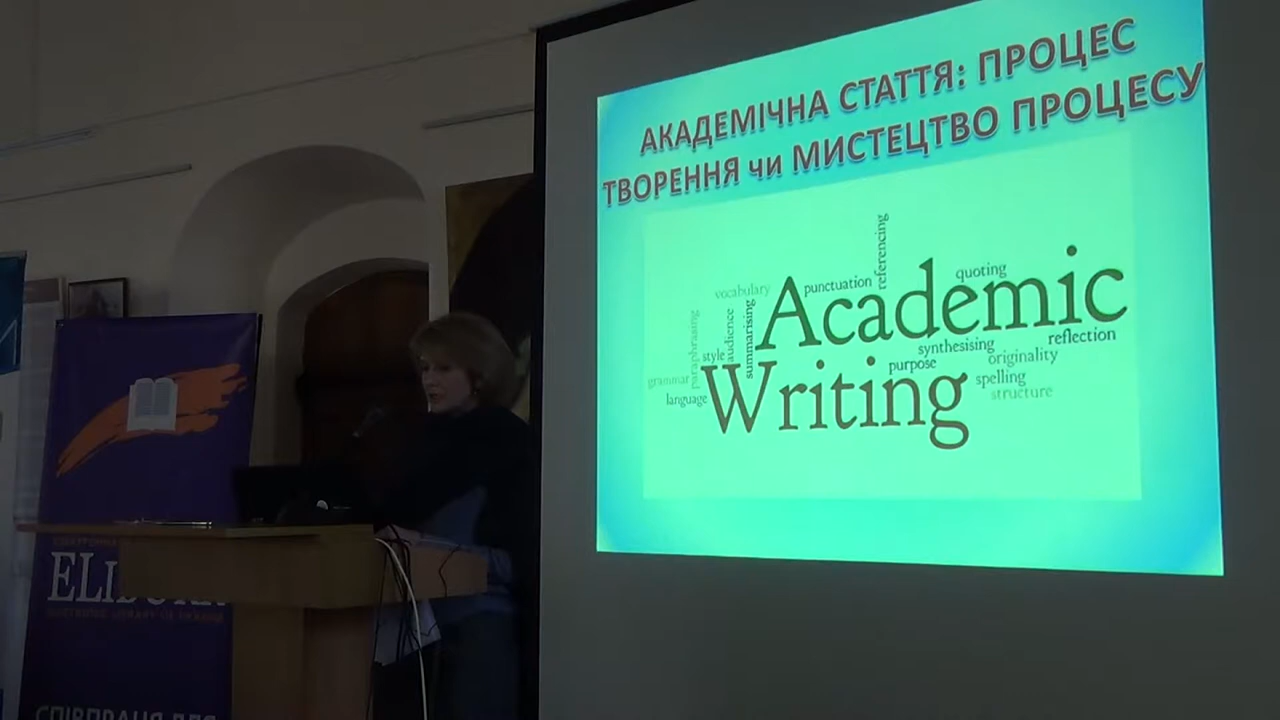 АКАДЕМІЧНА СТАТТЯ: ПРОЦЕС
ТВОРЕННЯ чи МИСТЕЦТВО ПРОЦЕСУ
referencing
vocabulary
punctuation
quoting
Academic
paraphrasing
audience
summarising
style
synthesising
reflection
grammar
language
Writing
purpose
originality
spelling
structure
СПІВПРАЦЯ ДЛЯ